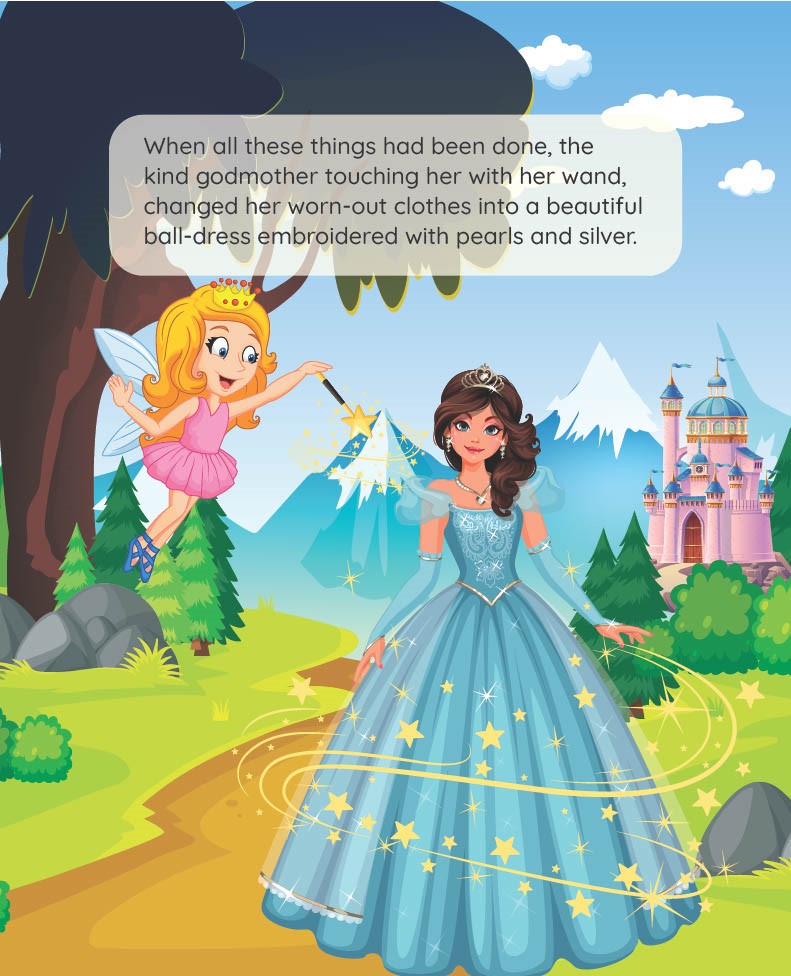 When all these things had been done, the
kind godmother touching her with her wand,
changed her worn-out clothes into a beautiful
ball-dress embroidered with pearls and silver.